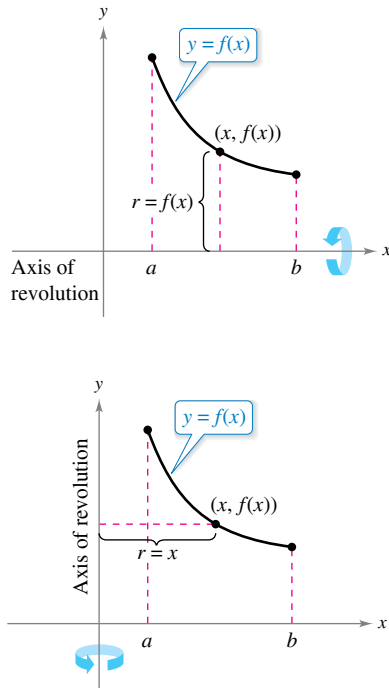 y
y = f(x)
(x, f(x))
r = f(x)
x
Axis of
revolution
a
b
y
y = f(x)
Axis of revolution
(x, f(x))
r = x
x
a
b